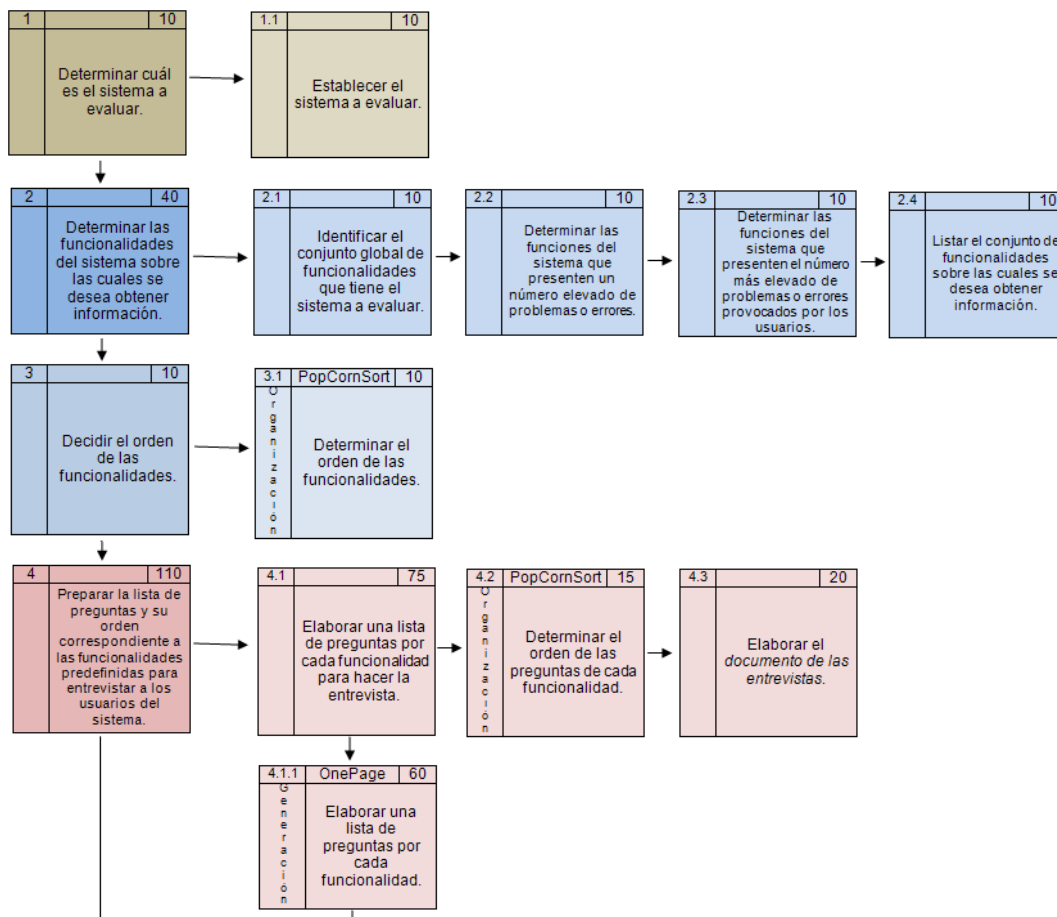 1 10
Determinar cuál
es el sistema a
evaluar.
1.1 10
Establecer el
sistema a evaluar.
2 40
Determinar las
funcionalidades
del sistema sobre
las cuales se
desea obtener
información.
2.1 10
Identificar el
conjunto global de
funcionalidades
que tiene el
sistema a evaluar.
2.2 10
Determinar las
funciones del
sistema que
presenten un
número elevado de
problemas o errores.
2.3 10
Determinar las
funciones del
sistema que
presenten el número
más elevado de
problemas o errores
provocados por los
usuarios.
2.4 10
Listar el conjunto de
funcionalidades
sobre las cuales se
desea obtener
información.
3 10
Decidir el orden
de las
funcionalidades.
3.1 PopCornSort 10
Organización
Determinar el
orden de las
funcionalidades.
4 110
Preparar la lista de
preguntas y su
orden
correspondiente a
las funcionalidades
predefinidas para
entrevistar a los
usuarios del
sistema.
4.1 75
Elaborar una lista
de preguntas por
cada funcionalidad
para hacer la
entrevista.
4.2 PopCornSort 15
Organización
Determinar el
orden de las
preguntas de cada
funcionalidad.
4.3 20
Elaborar el
documento de las
entrevistas.
4.1.1 OnePage 60
Generación
Elaborar una
lista de
preguntas por
cada
funcionalidad.